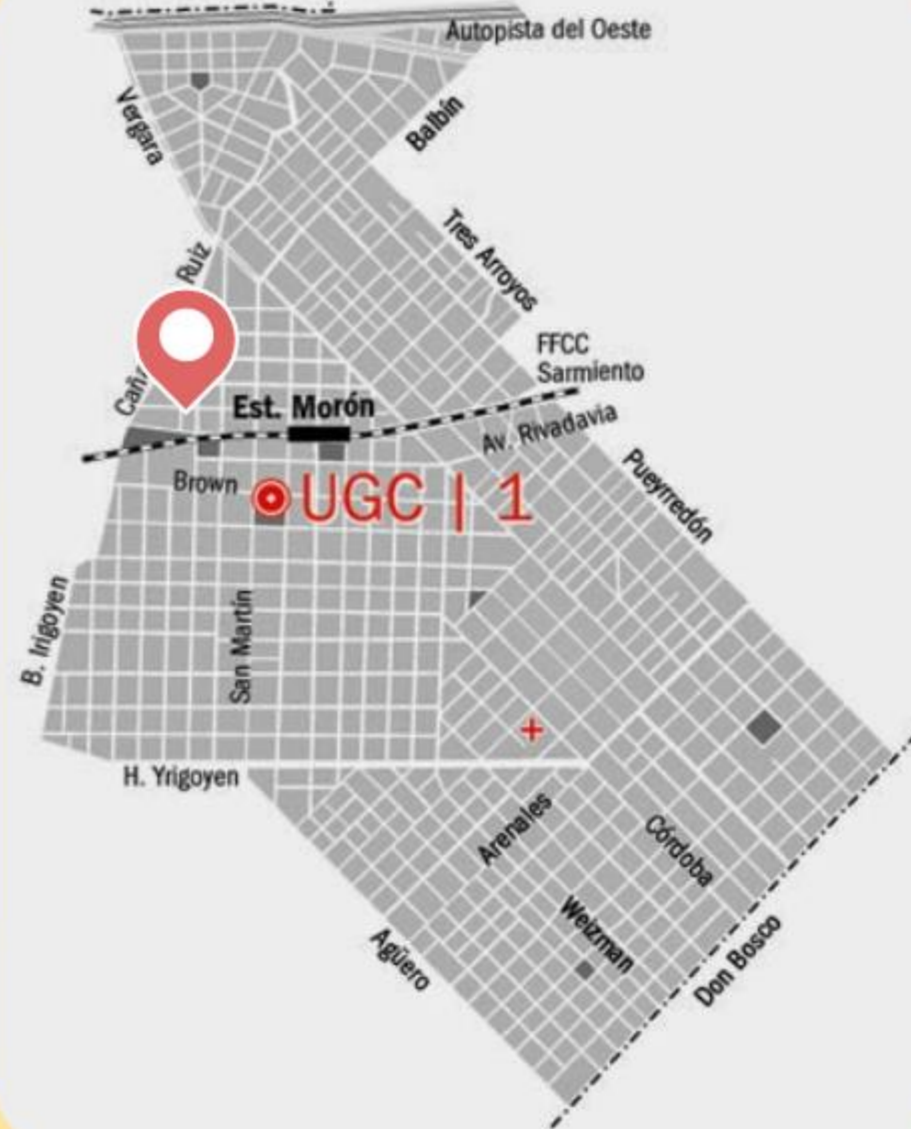 Autopista del Oeste
Vergara
Balbín
Tres Arroyos
Ruiz
FFCC
Sarmiento
Est. Morón
Av. Rivadavia
Brown
UGC | 1
Pueyrredón
B. Irigoyen
San Martín
H. Yrigoyen
Arenales
Córdoba
Weizman
Agüero
Don Bosco